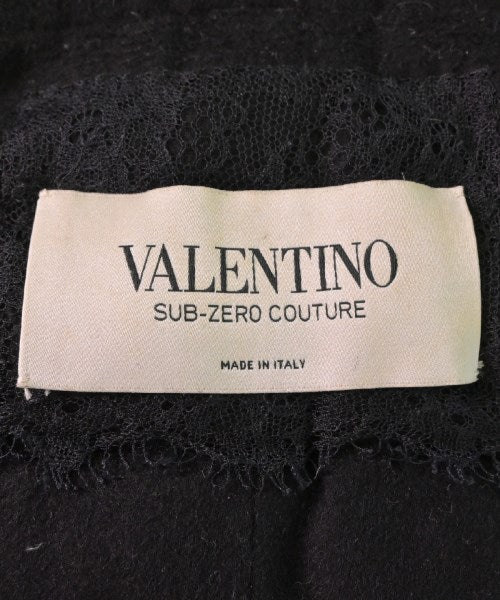 VALENTINO
SUB-ZERO COUTURE
MADE IN ITALY